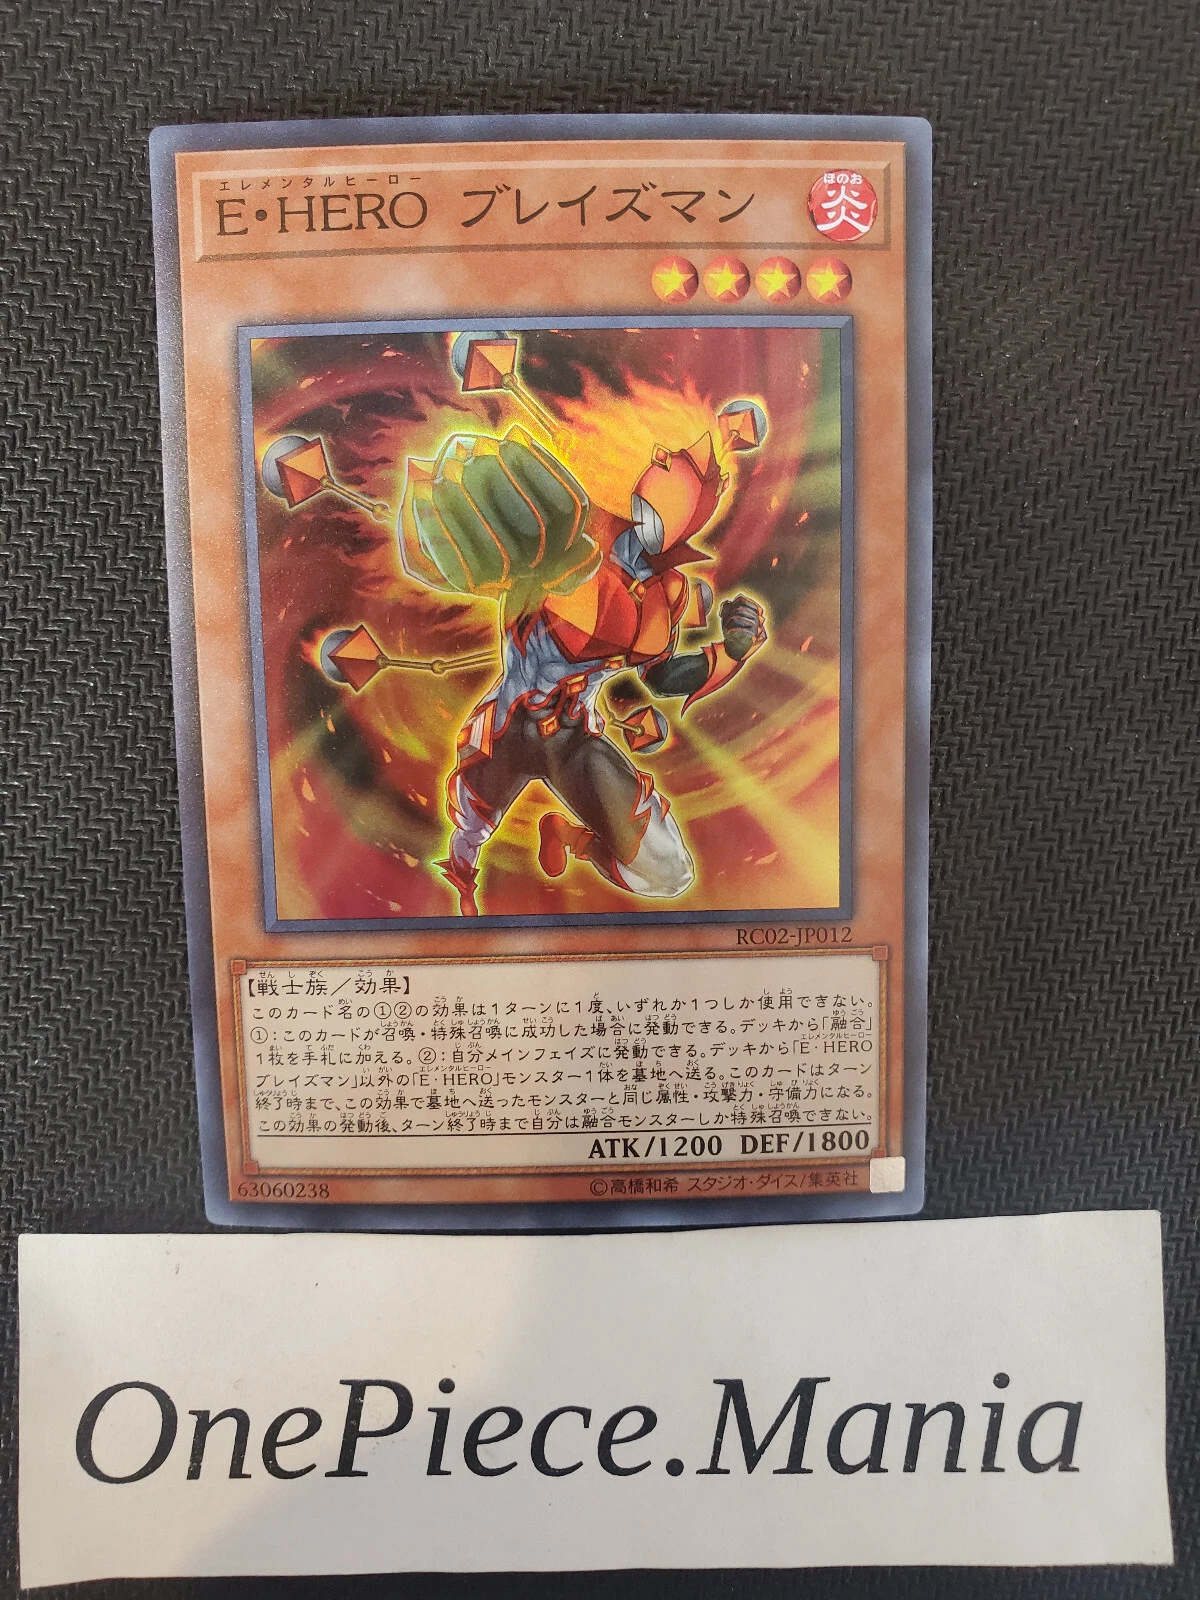 エレメンタルヒーロー
E・HERO ブレイズマン
ほのお
炎
RC02-JP012
【戦士族／効果】
このカード名の①②の効果は1ターンに1度、いずれか1つしか使用できない。
①：このカードが召喚・特殊召喚に成功した場合に発動できる。デッキから「融合」
1枚を手札に加える。②：自分メインフェイズに発動できる。デッキから「E・HERO
ブレイズマン」以外の「E・HERO」モンスター1体を墓地へ送る。このカードはターン
終了時まで、この効果で墓地へ送ったモンスターと同じ属性・攻撃力・守備力になる。
この効果の発動後、ターン終了時まで自分は融合モンスターしか特殊召喚できない。
ATK/1200 DEF/1800
63060238
©高橋和希 スタジオ・ダイス/集英社
OnePiece.Mania